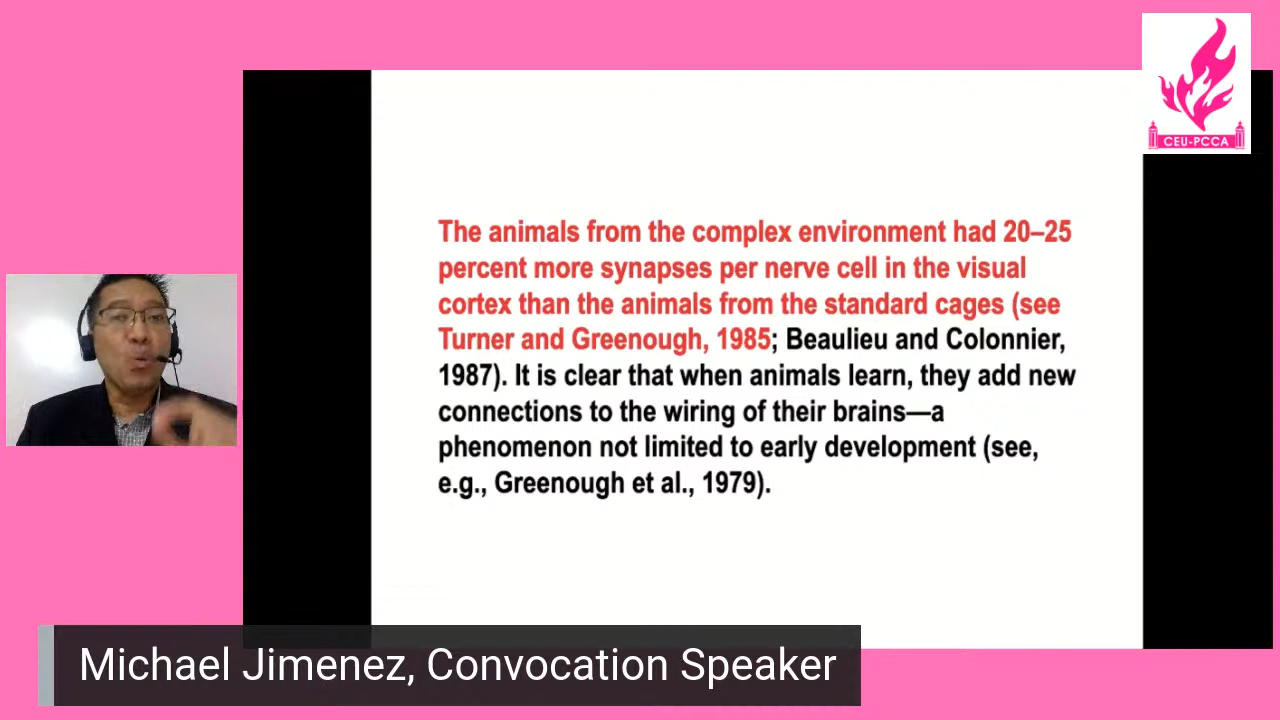 CEU-PCCA
The animals from the complex environment had 20–25
percent more synapses per nerve cell in the visual
cortex than the animals from the standard cages (see
Turner and Greenough, 1985; Beaulieu and Colonnier,
1987). It is clear that when animals learn, they add new
connections to the wiring of their brains—a
phenomenon not limited to early development (see,
e.g., Greenough et al., 1979).
Michael Jimenez, Convocation Speaker